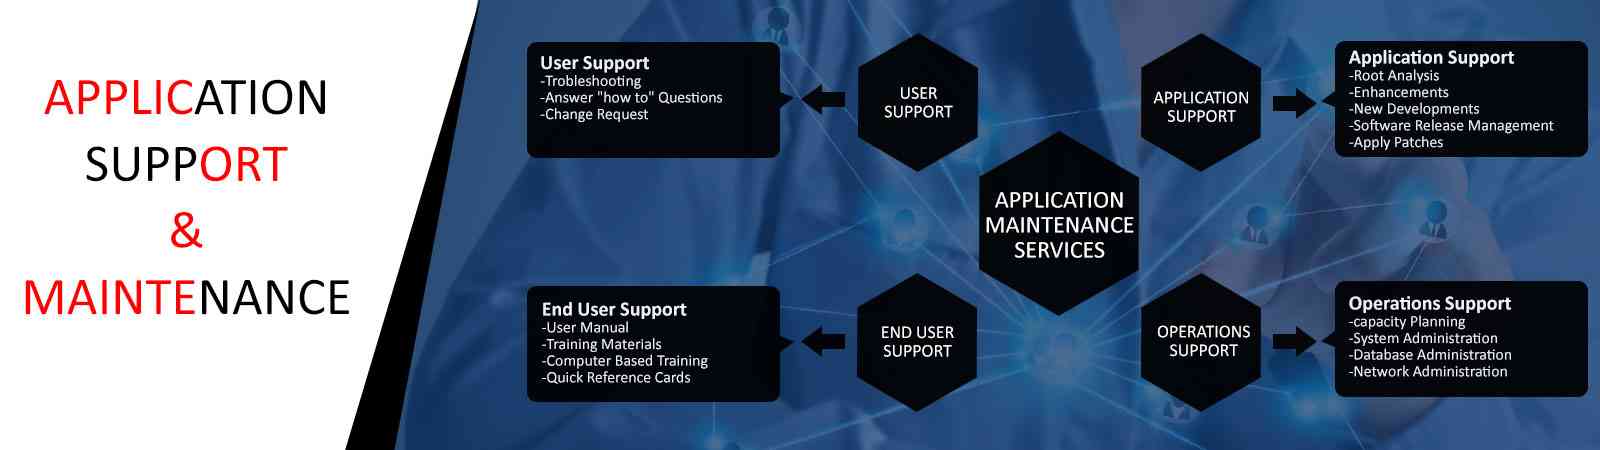 APPLICATION
SUPPORT
&
MAINTENANCE
User Support
-Trobleshooting
-Answer "how to" Questions
-Change Request
USER
SUPPORT
APPLICATION
SUPPORT
Application Support
-Root Analysis
-Enhancements
-New Developments
-Software Release Management
-Apply Patches
APPLICATION
MAINTENANCE
SERVICES
End User Support
-User Manual
-Training Materials
-Computer Based Training
-Quick Reference Cards
END USER
SUPPORT
OPERATIONS
SUPPORT
Operations Support
-capacity Planning
-System Administration
-Database Administration
-Network Administration